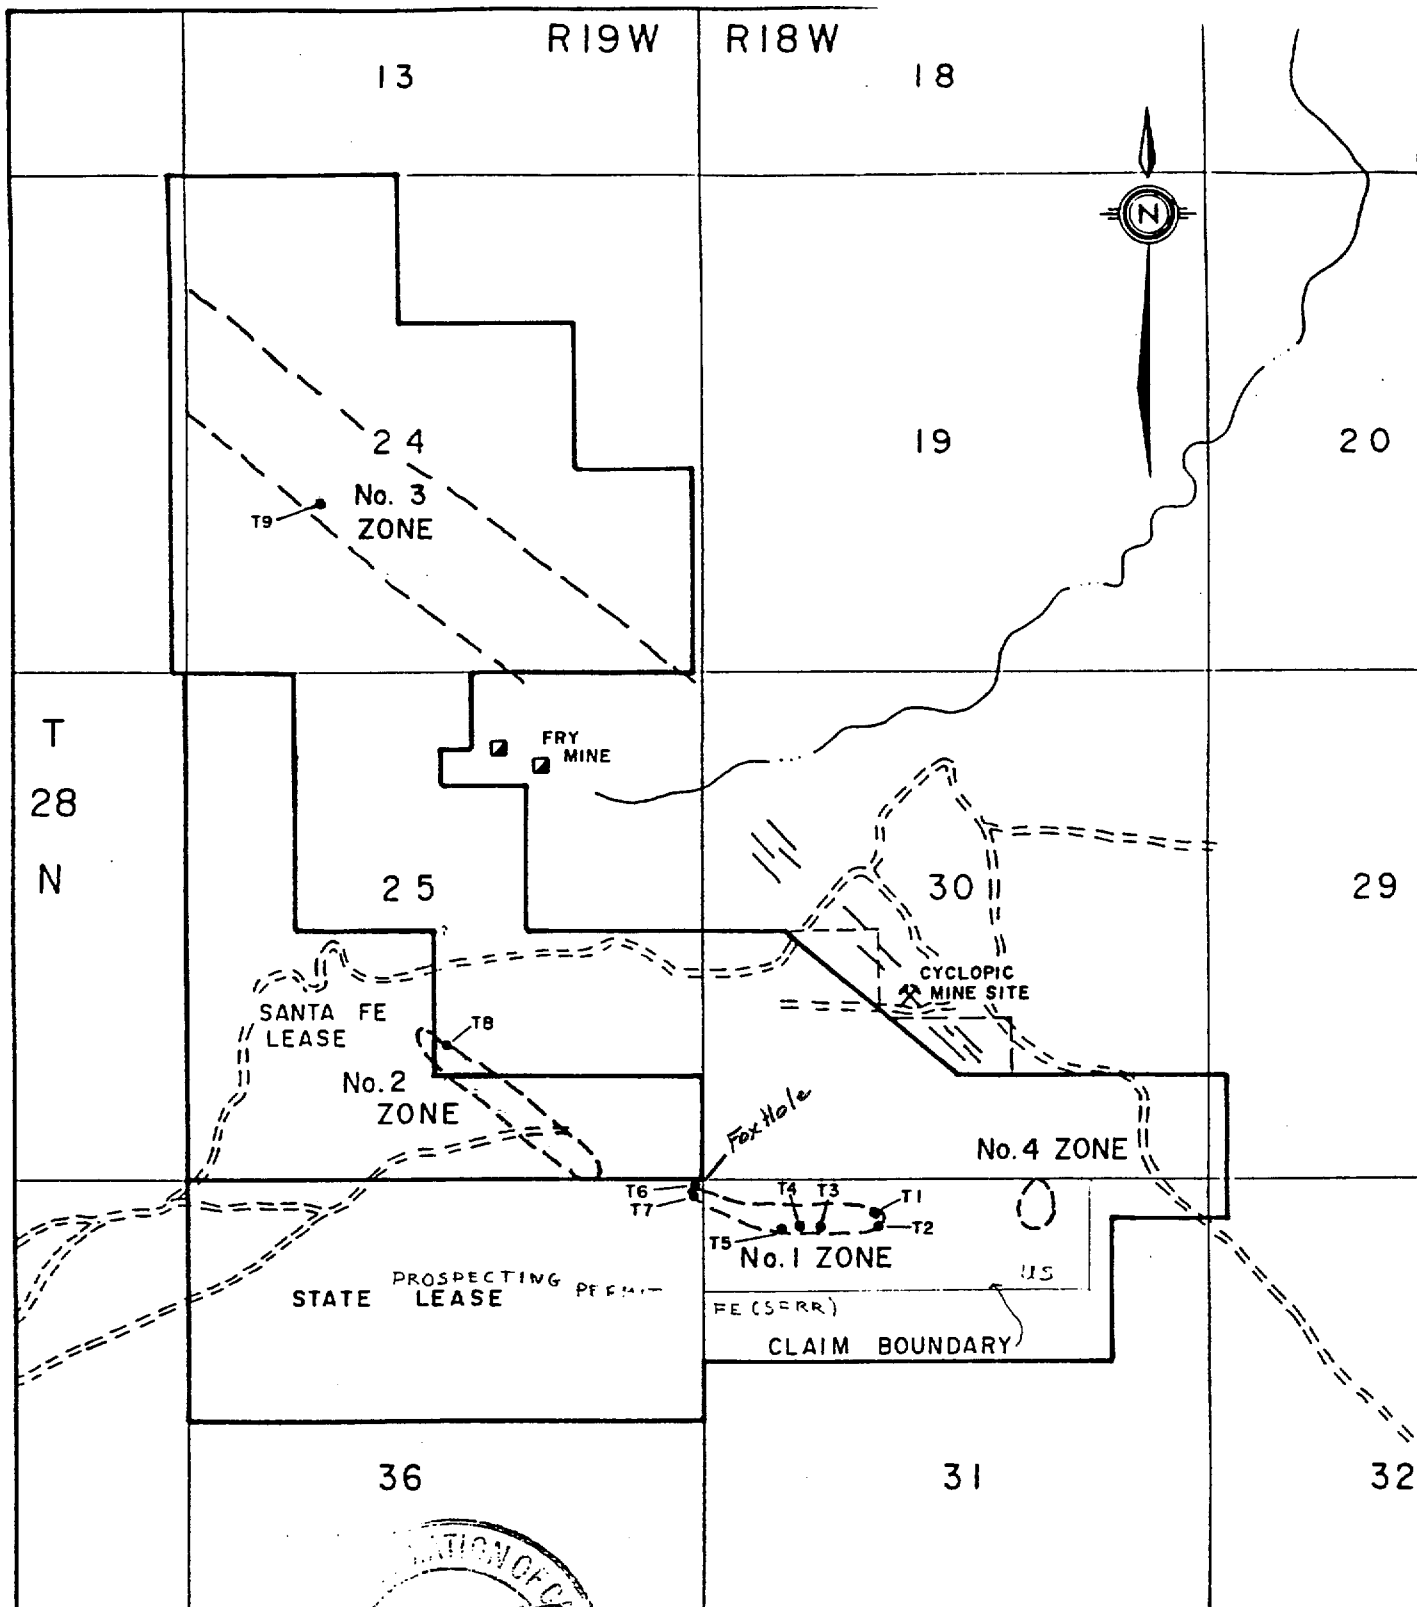 R19W R18W
13
18
N
24
19
20
No. 3
ZONE
T9
T
28
N
FRY
MINE
25
30
29
CYCLOPIC
MINE SITE
SANTA FE
LEASE
T8
No. 2
ZONE
Fox Hole
No. 4 ZONE
T6
T7
T4
T3
T1
T2
T5
No. 1 ZONE
US
PROSPECTING
STATE LEASE
CLAIM BOUNDARY
36
31
32